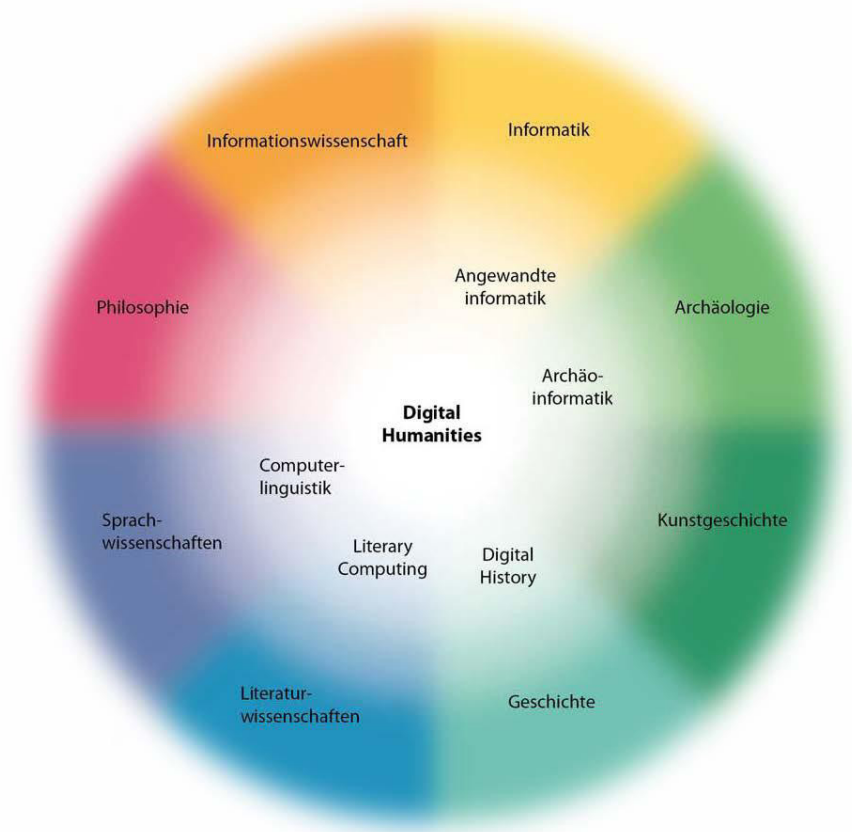 Informationswissenschaft
Informatik
Philosophie
Angewandte
informatik
Archäologie
Archäo-
informatik
Digital
Humanities
Computer-
linguistik
Sprach-
wissenschaften
Kunstgeschichte
Literary
Computing
Digital
History
Literatur-
wissenschaften
Geschichte